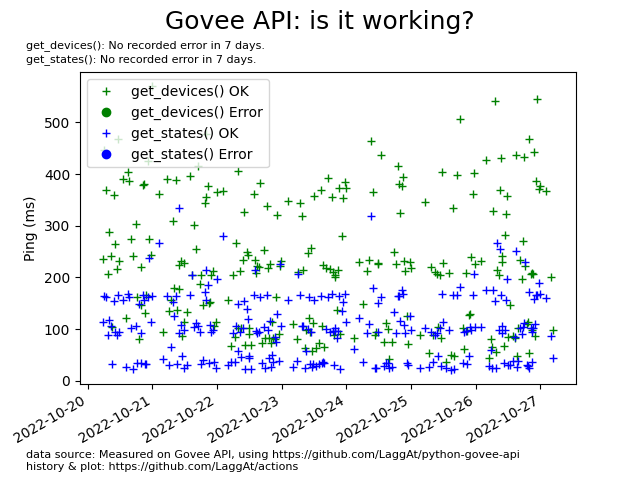 Govee API: is it working?
get_devices(): No recorded error in 7 days.
get_states(): No recorded error in 7 days.
get_devices() OK
get_devices() Error
get_states() OK
get_states() Error
Ping (ms)
500
400
300
200
100
0
2022-10-20
2022-10-21
2022-10-22
2022-10-23
2022-10-24
2022-10-25
2022-10-26
2022-10-27
data source: Measured on Govee API, using https://github.com/LaggAt/python-govee-api
history & plot: https://github.com/LaggAt/actions